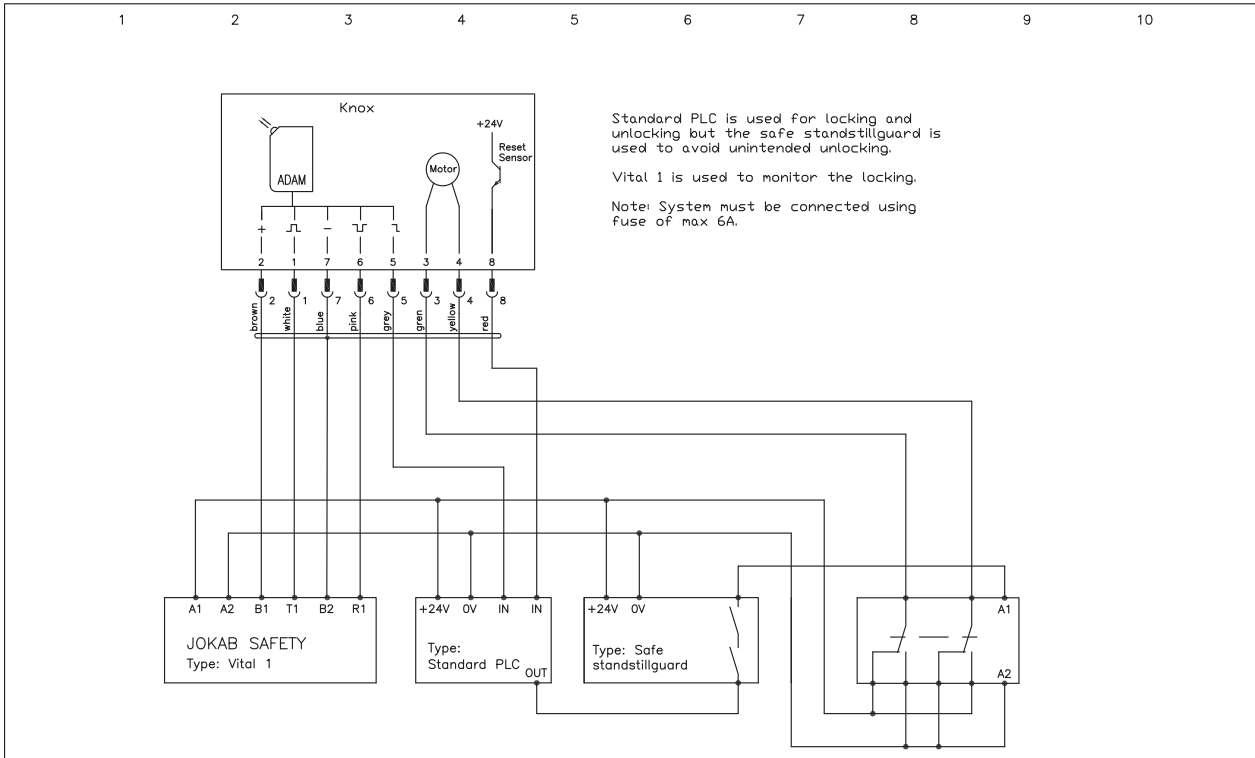 1 2 3 4 5 6 7 8 9 10
Knox
+24V
Reset
Sensor
Motor
ADAM
+ −
2 1 7 6 5 3 4 8
2 1 7 6 5 3 4 8
brown white blue pink grey gren yellow red
Standard PLC is used for locking and
unlocking but the safe standstillguard is
used to avoid unintended unlocking.
Vital 1 is used to monitor the locking.
Note: System must be connected using
fuse of max 6A.
A1 A2 B1 T1 B2 R1
JOKAB SAFETY
Type: Vital 1
+24V 0V IN IN
Type:
Standard PLC
OUT
+24V 0V
Type: Safe
standstillguard
A1
A2